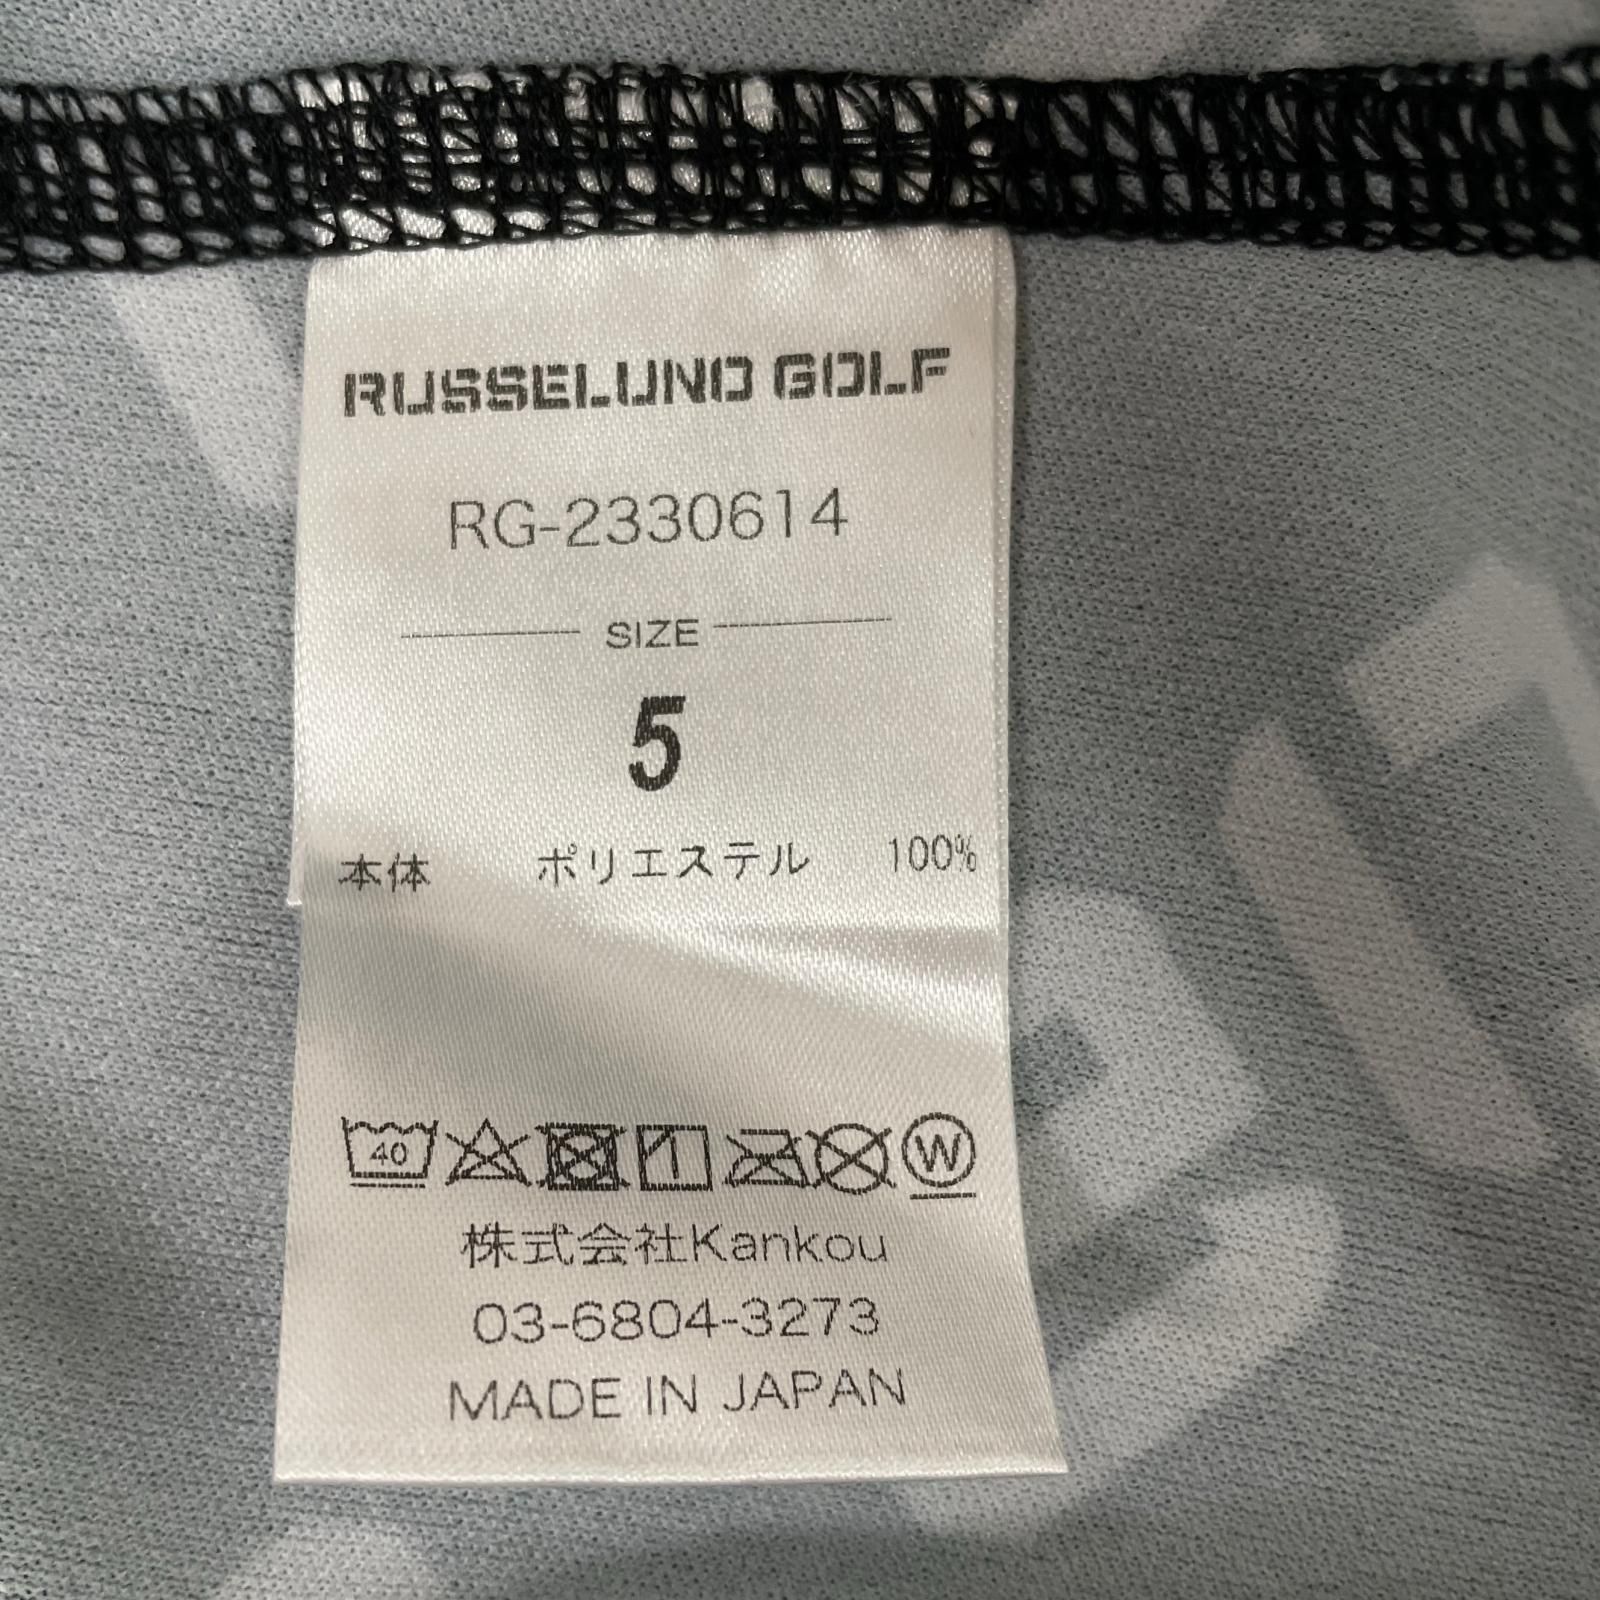 RUSSELUNO GOLF
RG-2330614
SIZE
5
本体 ポリエステル 100%
40 W
株式会社Kankou
03-6804-3273
MADE IN JAPAN